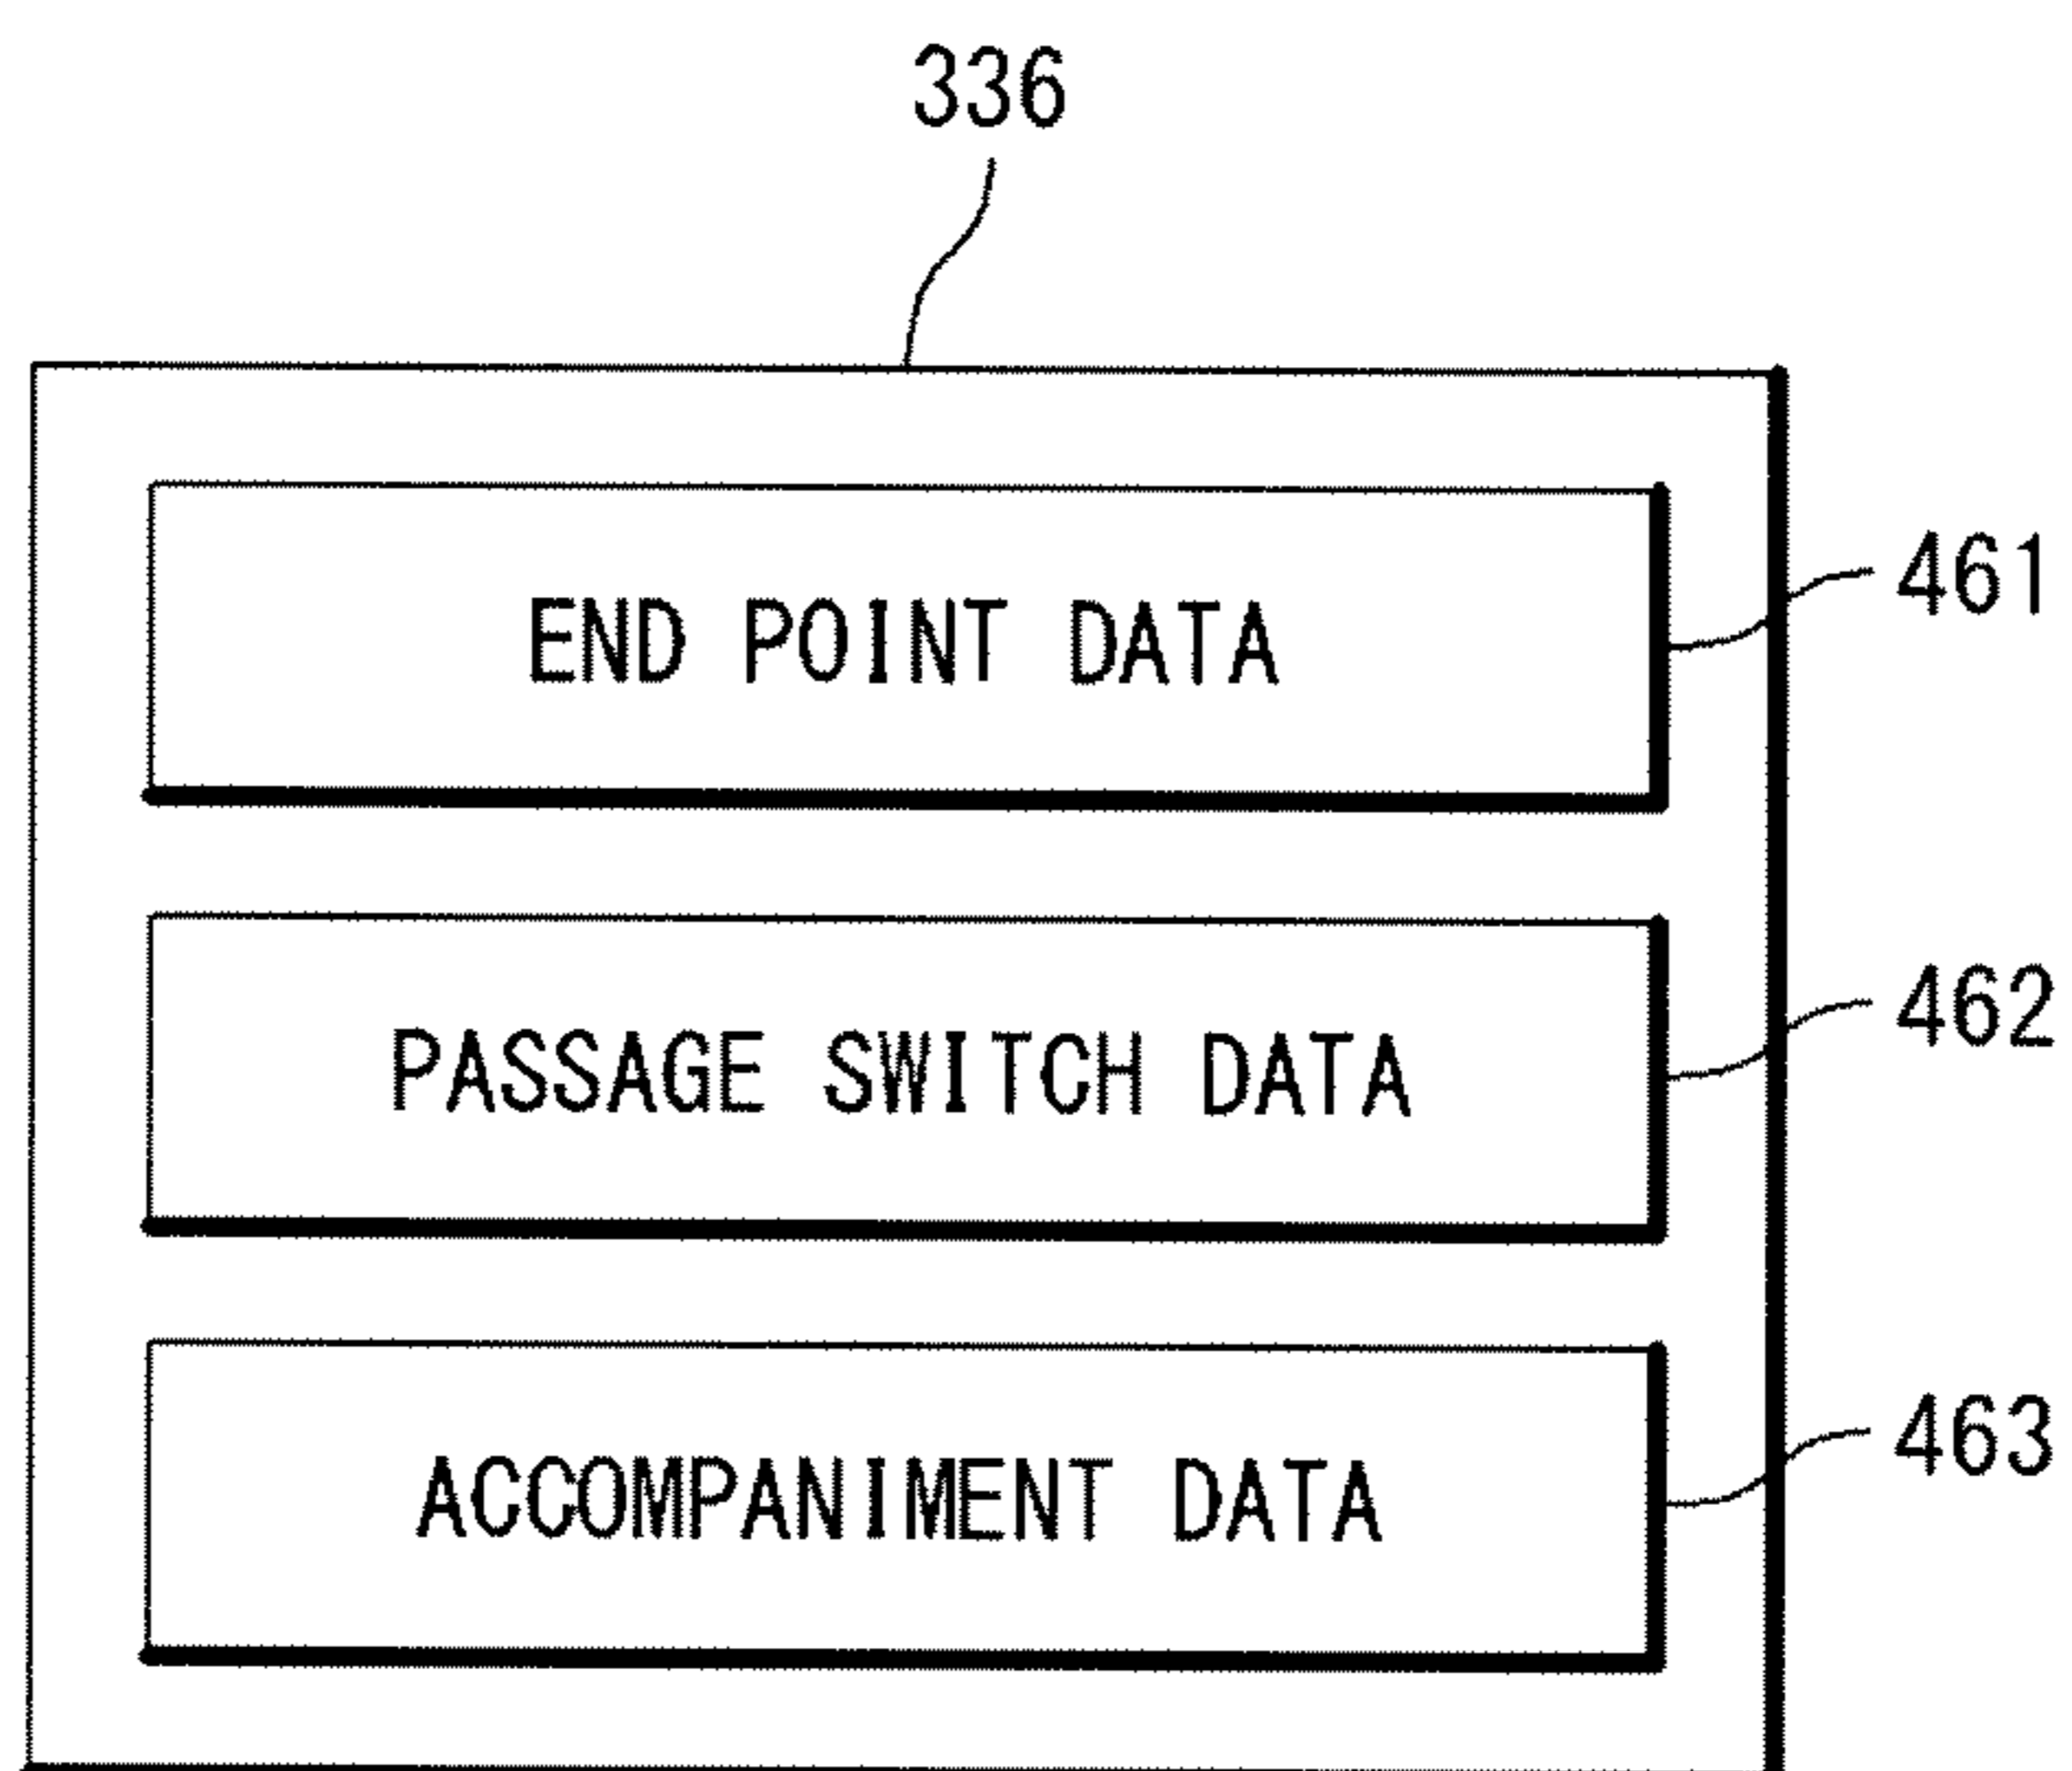 336
END POINT DATA
461
PASSAGE SWITCH DATA
462
ACCOMPANIMENT DATA
463